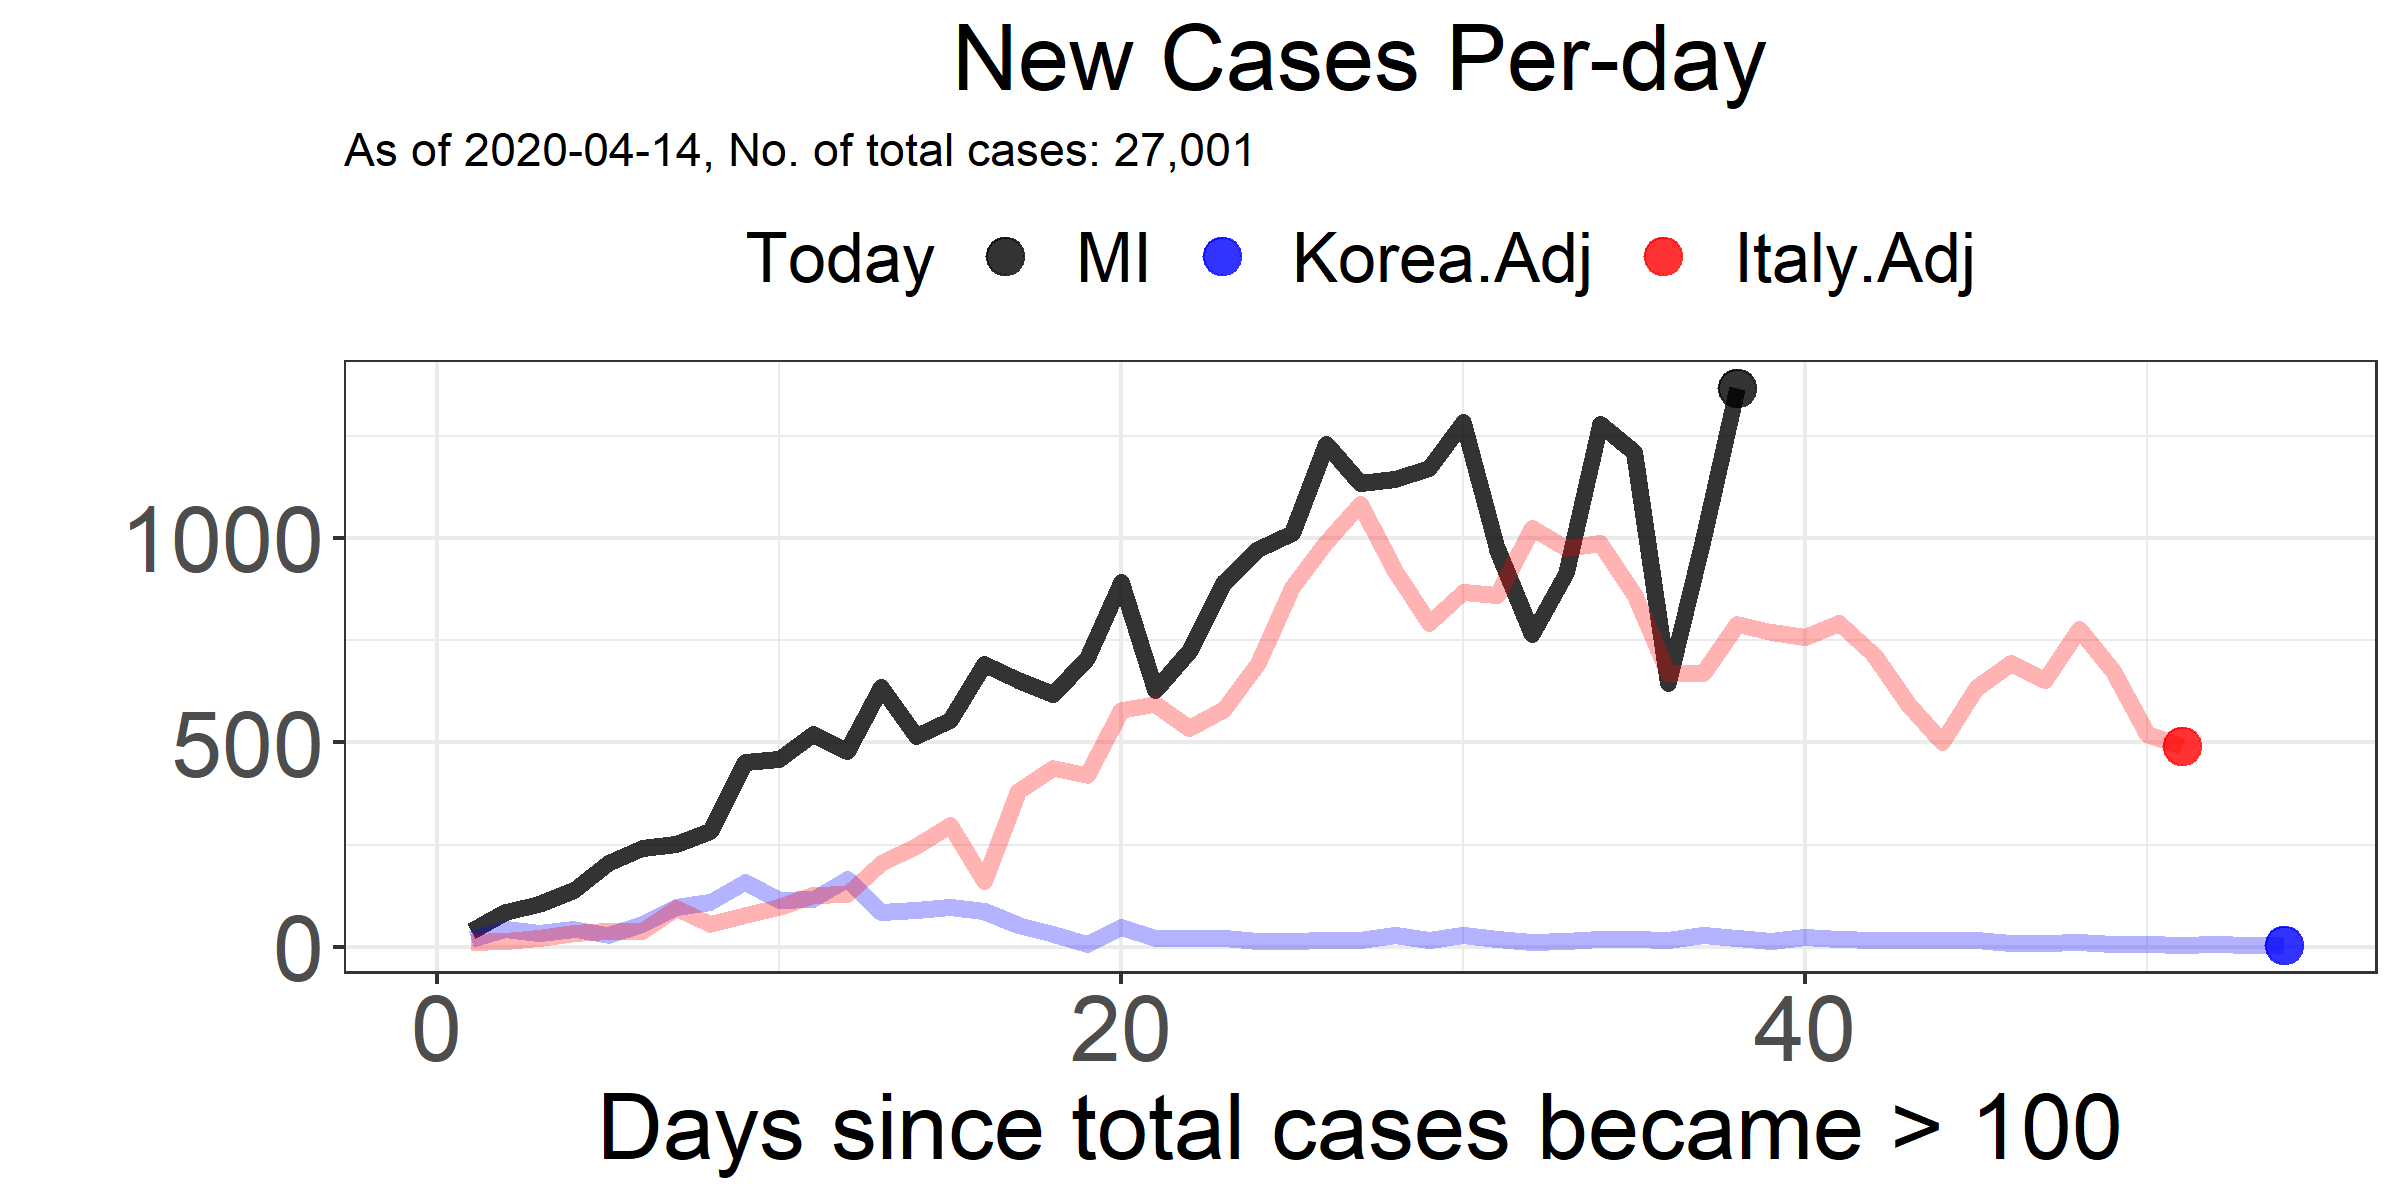 New Cases Per-day
As of 2020-04-14, No. of total cases: 27,001
Today MI Korea.Adj Italy.Adj
1000
500
0
0 20 40
Days since total cases became > 100